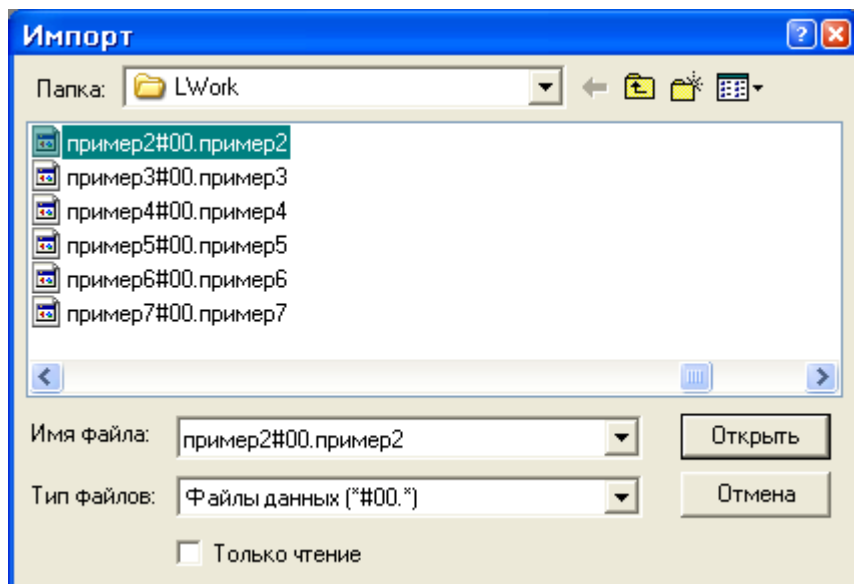 Импорт
Папка: LWork
пример2#00.пример2
пример3#00.пример3
пример4#00.пример4
пример5#00.пример5
пример6#00.пример6
пример7#00.пример7
Имя файла: пример2#00.пример2 Открыть
Тип файлов: Файлы данных (*#00.*) Отмена
Только чтение